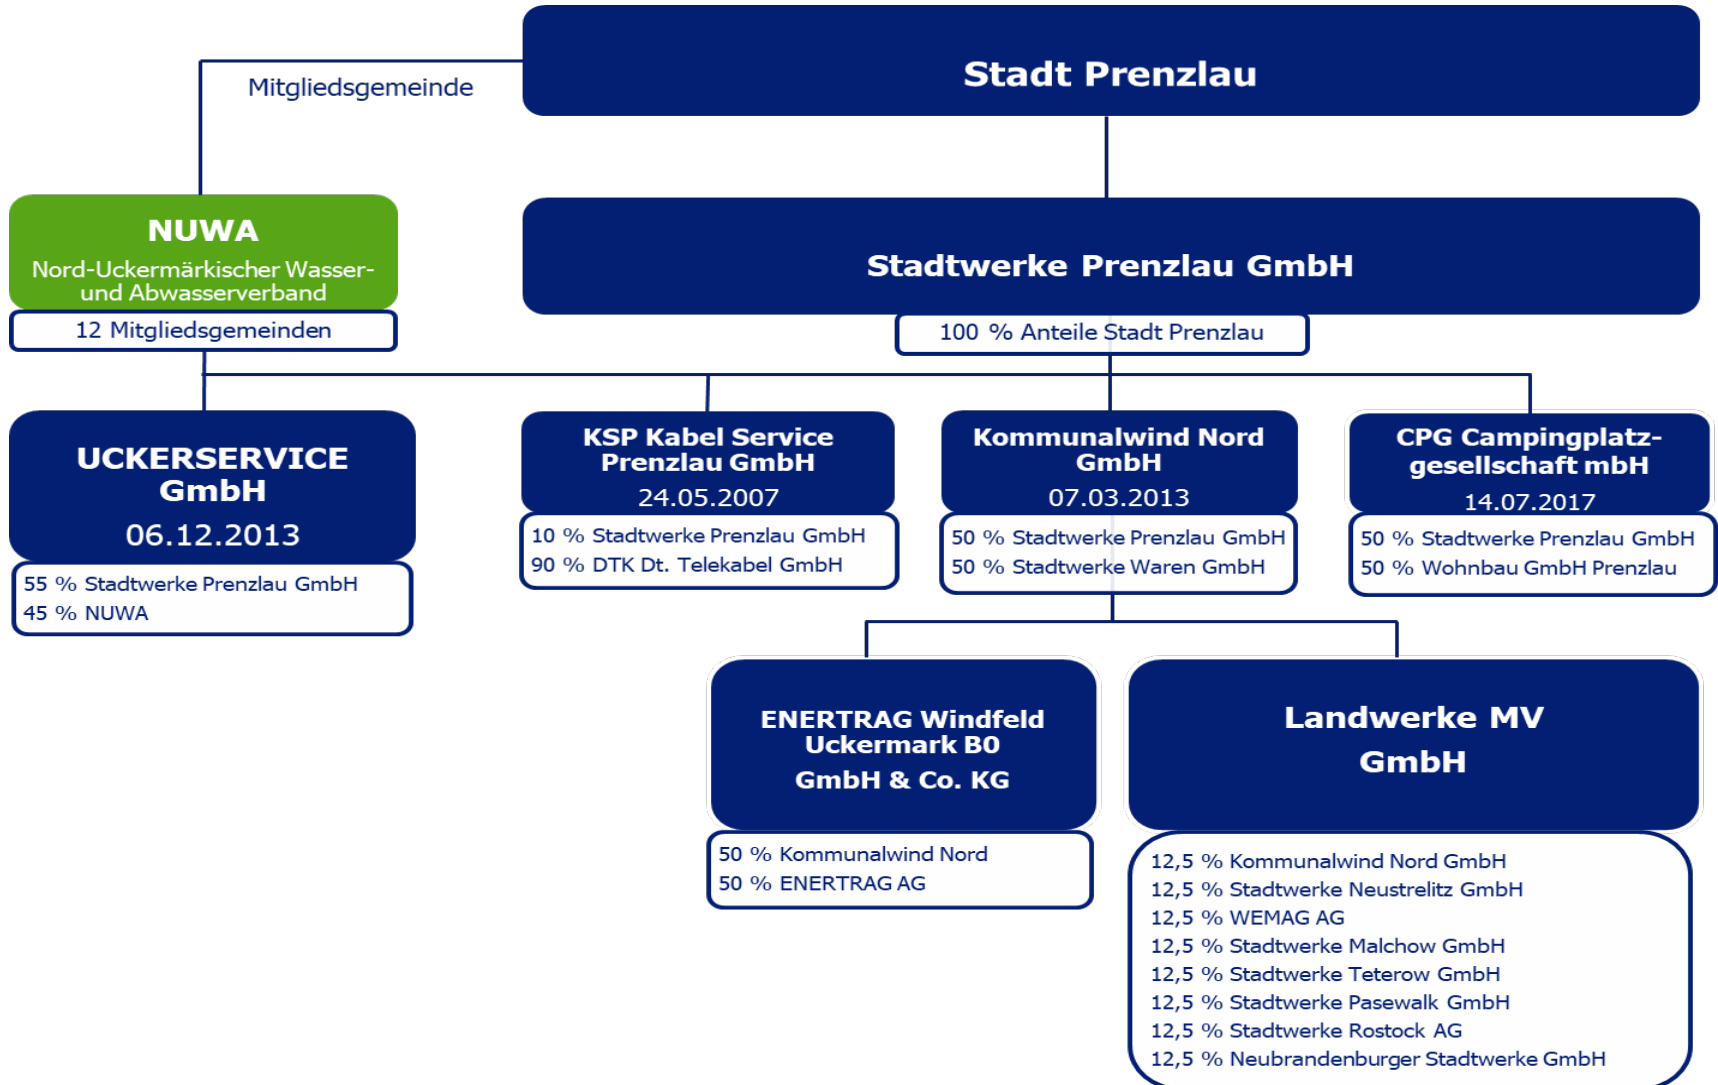 Stadt Prenzlau
Mitgliedsgemeinde
NUWA
Nord-Uckermärkischer Wasser-
und Abwasserverband
12 Mitgliedsgemeinden
Stadtwerke Prenzlau GmbH
100 % Anteile Stadt Prenzlau
UCKERSERVICE
GmbH
06.12.2013
55 % Stadtwerke Prenzlau GmbH
45 % NUWA
KSP Kabel Service
Prenzlau GmbH
24.05.2007
10 % Stadtwerke Prenzlau GmbH
90 % DTK Dt. Telekabel GmbH
Kommunalwind Nord
GmbH
07.03.2013
50 % Stadtwerke Prenzlau GmbH
50 % Stadtwerke Waren GmbH
CPG Campingplatz-
gesellschaft mbH
14.07.2017
50 % Stadtwerke Prenzlau GmbH
50 % Wohnbau GmbH Prenzlau
ENERTRAG Windfeld
Uckermark B0
GmbH & Co. KG
50 % Kommunalwind Nord
50 % ENERTRAG AG
Landwerke MV
GmbH
12,5 % Kommunalwind Nord GmbH
12,5 % Stadtwerke Neustrelitz GmbH
12,5 % WEMAG AG
12,5 % Stadtwerke Malchow GmbH
12,5 % Stadtwerke Teterow GmbH
12,5 % Stadtwerke Pasewalk GmbH
12,5 % Stadtwerke Rostock AG
12,5 % Neubrandenburger Stadtwerke GmbH